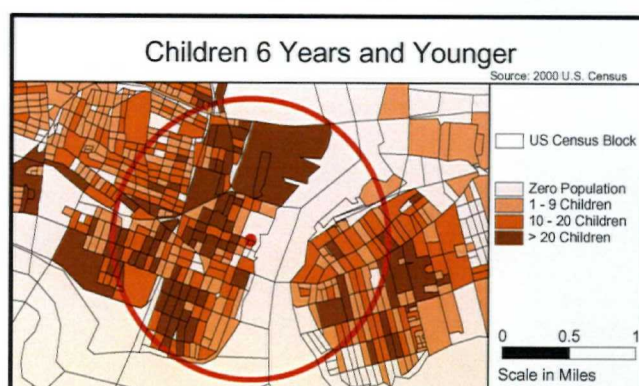 Children 6 Years and Younger
Source: 2000 U.S. Census
US Census Block
Zero Population
1 - 9 Children
10 - 20 Children
> 20 Children
0 0.5 1
Scale in Miles